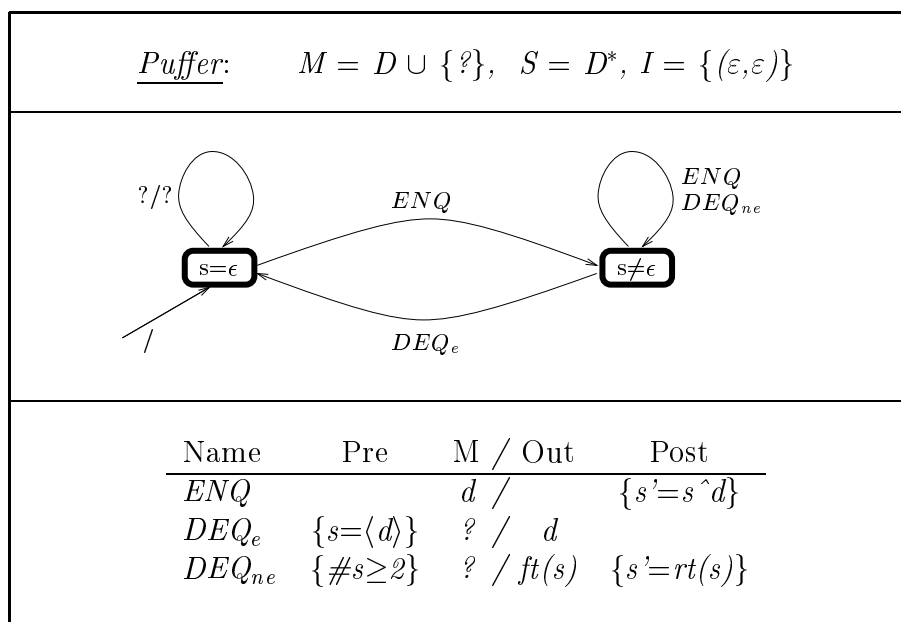 Puffer: M = D ∪ {?}, S = D*, I = {(ε,ε)}
?/?
ENQ
ENQ
DEQne
s=ϵ
s≠ϵ
/
DEQe
Name Pre M / Out Post
ENQ d / {s'=s^d}
DEQe {s=⟨d⟩} ? / d
DEQne {#s≥2} ? / ft(s) {s'=rt(s)}